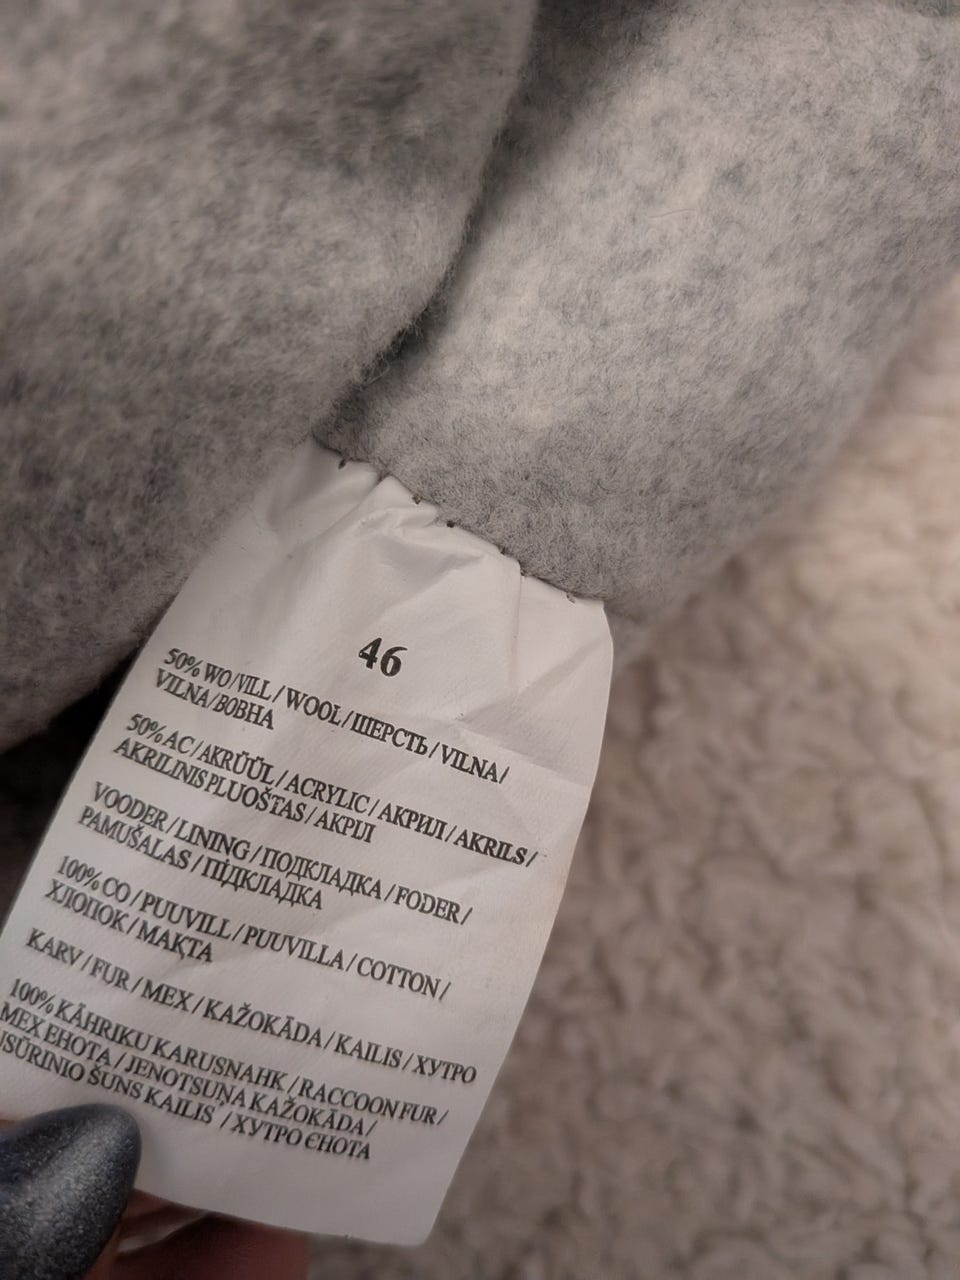 46
50% WO/VILL/WOOL/ШЕРСТЬ/VILNA/
VILNA/ВОВНА
50% AC/AKRÜÜL/ACRYLIC/АКРИЛ/AKRILS/
AKRILINIS PLUOŠTAS/АКРІЛ
VOODER/LINING/ПОДКЛАДКА/FODER/
PAMUŠALAS/ПІДКЛАДКА
100% CO/PUUVILL/PUUVILLA/COTTON/
ХЛОПОК/МАҚТА
KARV/FUR/МЕХ/KAŽOKĀDA/KAILIS/ХУТРО
100% KÄHRIKU KARUSNAHK/RACCOON FUR/
МЕХ ЕНОТА/JENOTSUŅA KAŽOKĀDA/
ŠUNS KAILIS/ХУТРО ЄНОТА